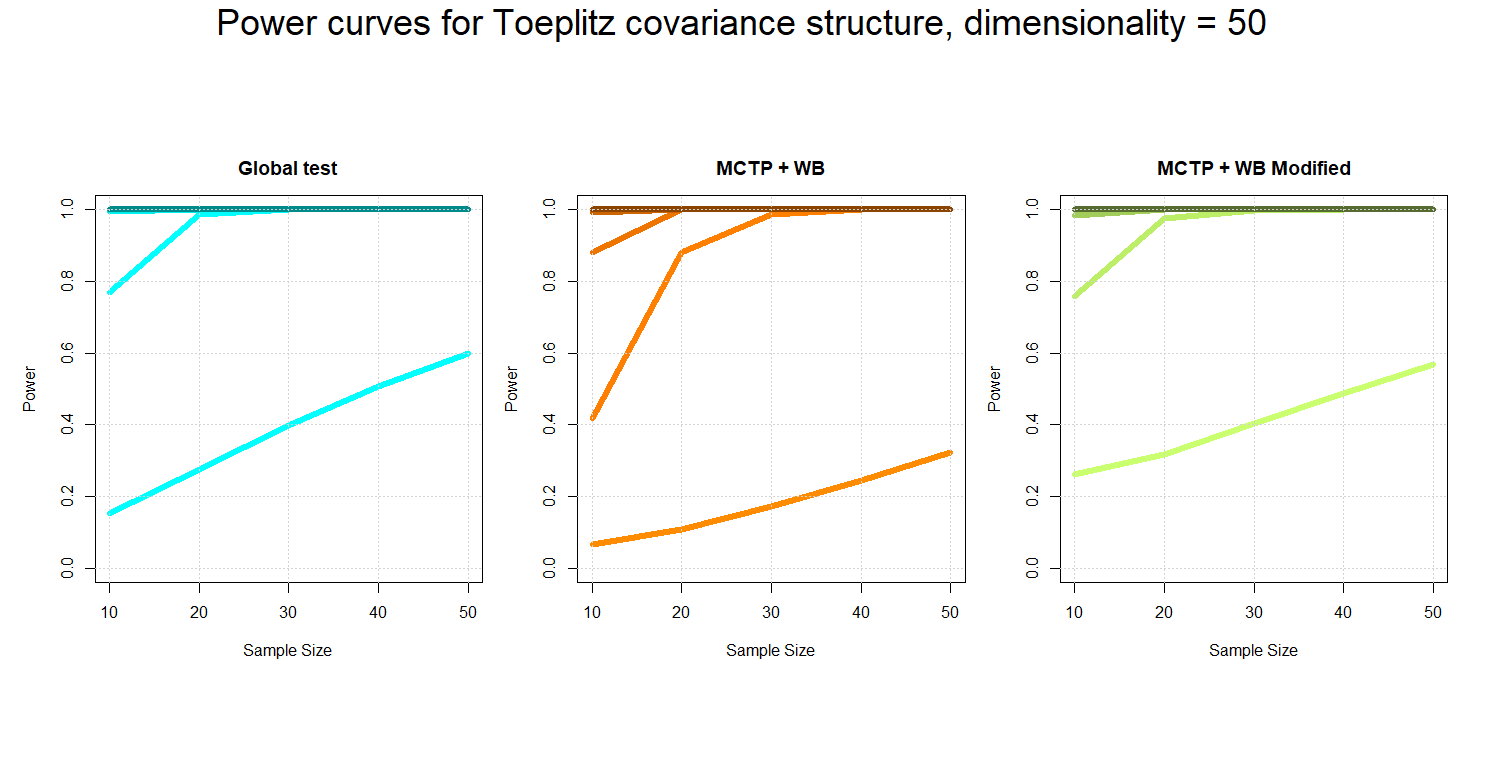 Power curves for Toeplitz covariance structure, dimensionality = 50
Global test
MCTP + WB
MCTP + WB Modified
Power
1.0
0.8
0.6
0.4
0.2
0.0
10 20 30 40 50
Sample Size
Power
1.0
0.8
0.6
0.4
0.2
0.0
10 20 30 40 50
Sample Size
Power
1.0
0.8
0.6
0.4
0.2
0.0
10 20 30 40 50
Sample Size